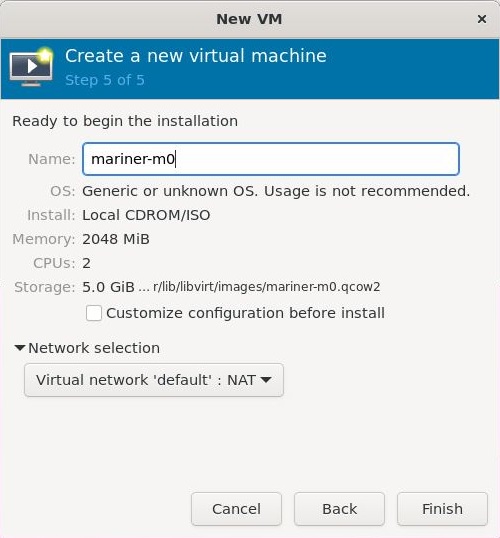 New VM
Create a new virtual machine
Step 5 of 5
Ready to begin the installation
Name: mariner-m0
OS: Generic or unknown OS. Usage is not recommended.
Install: Local CDROM/ISO
Memory: 2048 MiB
CPUs: 2
Storage: 5.0 GiB ... r/lib/libvirt/images/mariner-m0.qcow2
Customize configuration before install
Network selection
Virtual network 'default' : NAT
Cancel Back Finish